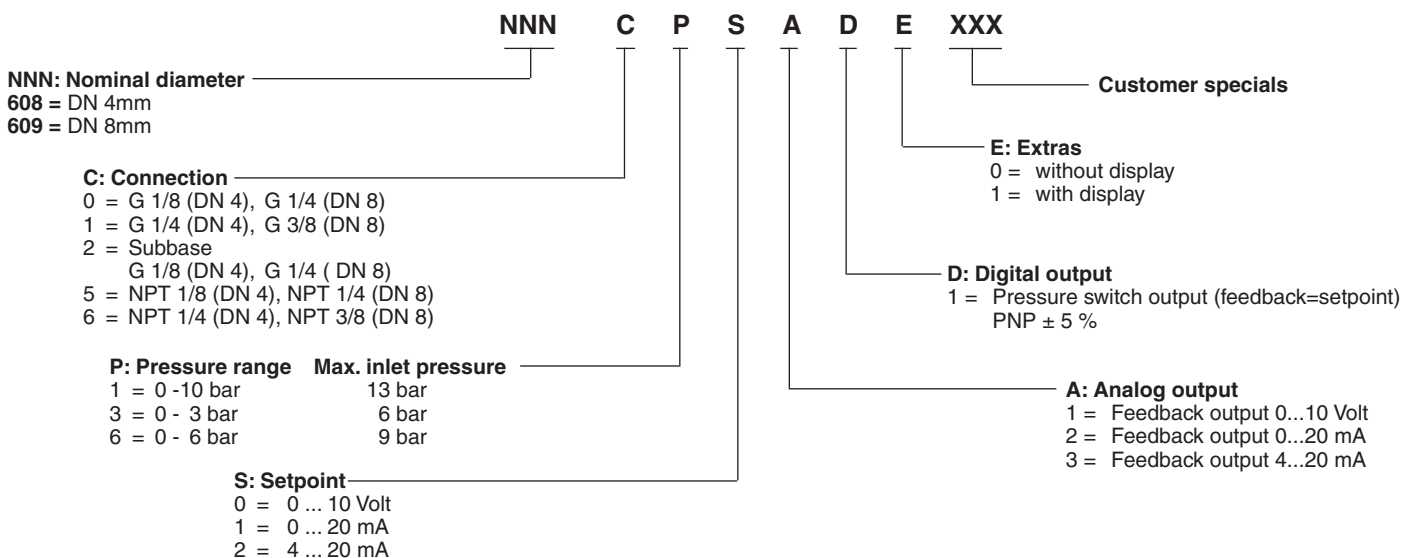 NNN C P S A D E XXX
NNN: Nominal diameter
608 = DN 4mm
609 = DN 8mm
Customer specials
E: Extras
0 = without display
1 = with display
C: Connection
0 = G 1/8 (DN 4), G 1/4 (DN 8)
1 = G 1/4 (DN 4), G 3/8 (DN 8)
2 = Subbase
G 1/8 (DN 4), G 1/4 ( DN 8)
5 = NPT 1/8 (DN 4), NPT 1/4 (DN 8)
6 = NPT 1/4 (DN 4), NPT 3/8 (DN 8)
D: Digital output
1 = Pressure switch output (feedback=setpoint)
PNP ± 5 %
P: Pressure range Max. inlet pressure
1 = 0 -10 bar 13 bar
3 = 0 - 3 bar 6 bar
6 = 0 - 6 bar 9 bar
A: Analog output
1 = Feedback output 0...10 Volt
2 = Feedback output 0...20 mA
3 = Feedback output 4...20 mA
S: Setpoint
0 = 0 ... 10 Volt
1 = 0 ... 20 mA
2 = 4 ... 20 mA